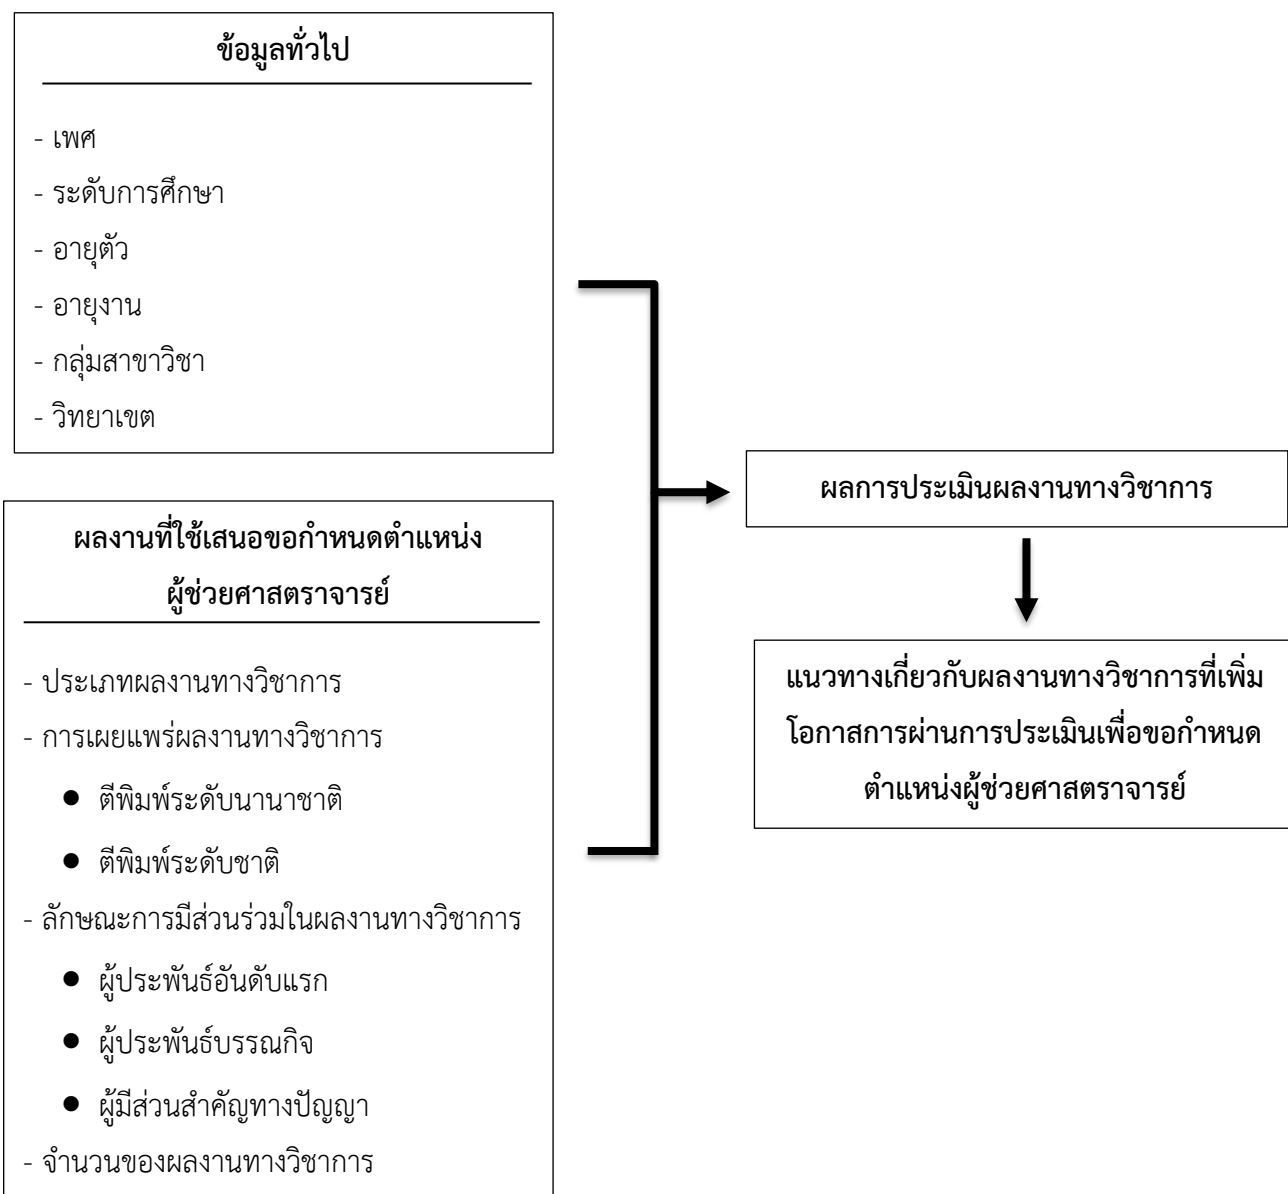 ข้อมูลทั่วไป
- เพศ
- ระดับการศึกษา
- อายุตัว
- อายุงาน
- กลุ่มสาขาวิชา
- วิทยาเขต
ผลงานที่ใช้เสนอขอกำหนดตำแหน่ง
ผู้ช่วยศาสตราจารย์
- ประเภทผลงานทางวิชาการ
- การเผยแพร่ผลงานทางวิชาการ
● ตีพิมพ์ระดับนานาชาติ
● ตีพิมพ์ระดับชาติ
- ลักษณะการมีส่วนร่วมในผลงานทางวิชาการ
● ผู้ประพันธ์อันดับแรก
● ผู้ประพันธ์บรรณกิจ
● ผู้มีส่วนสำคัญทางปัญญา
- จำนวนของผลงานทางวิชาการ
ผลการประเมินผลงานทางวิชาการ
แนวทางเกี่ยวกับผลงานทางวิชาการที่เพิ่ม
โอกาสการผ่านการประเมินเพื่อขอกำหนด
ตำแหน่งผู้ช่วยศาสตราจารย์